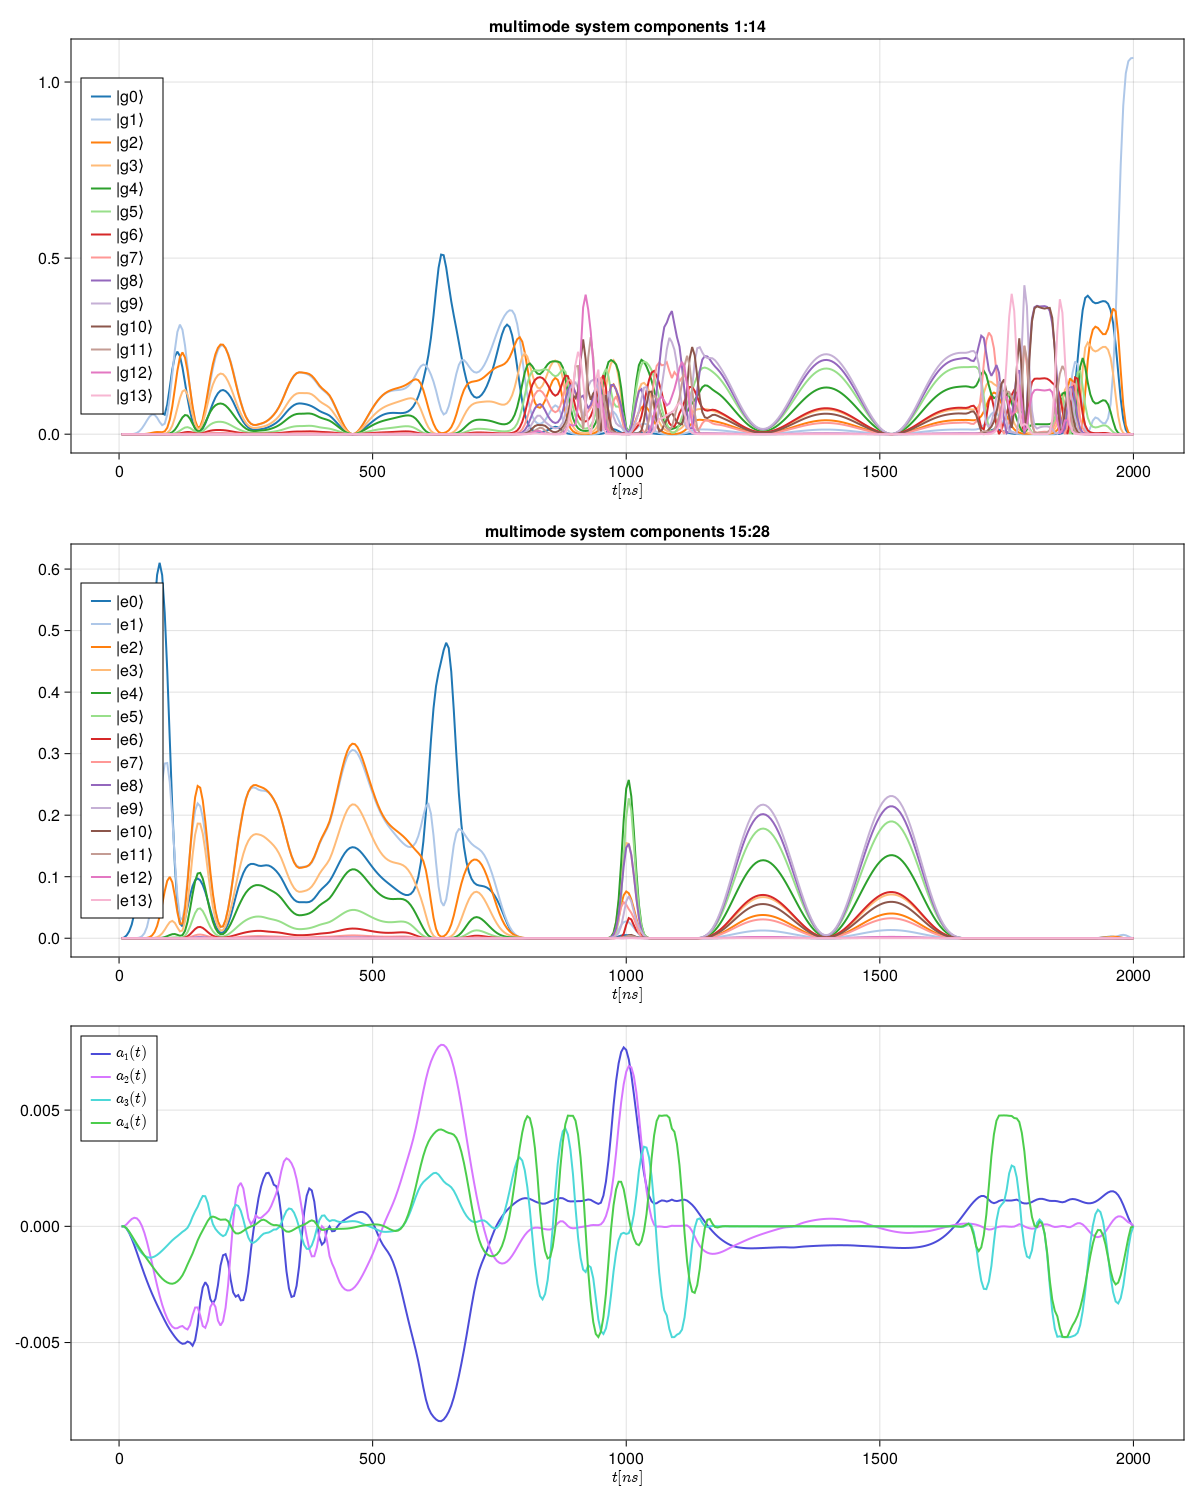 multimode system components 1:14
1.0
0.5
0.0
|g0⟩
|g1⟩
|g2⟩
|g3⟩
|g4⟩
|g5⟩
|g6⟩
|g7⟩
|g8⟩
|g9⟩
|g10⟩
|g11⟩
|g12⟩
|g13⟩
0 500 1000 1500 2000
t[ns]
multimode system components 15:28
0.6
0.5
0.4
0.3
0.2
0.1
0.0
|e0⟩
|e1⟩
|e2⟩
|e3⟩
|e4⟩
|e5⟩
|e6⟩
|e7⟩
|e8⟩
|e9⟩
|e10⟩
|e11⟩
|e12⟩
|e13⟩
0 500 1000 1500 2000
t[ns]
a₁(t)
a₂(t)
a₃(t)
a₄(t)
0.005
0.000
-0.005
0 500 1000 1500 2000
t[ns]